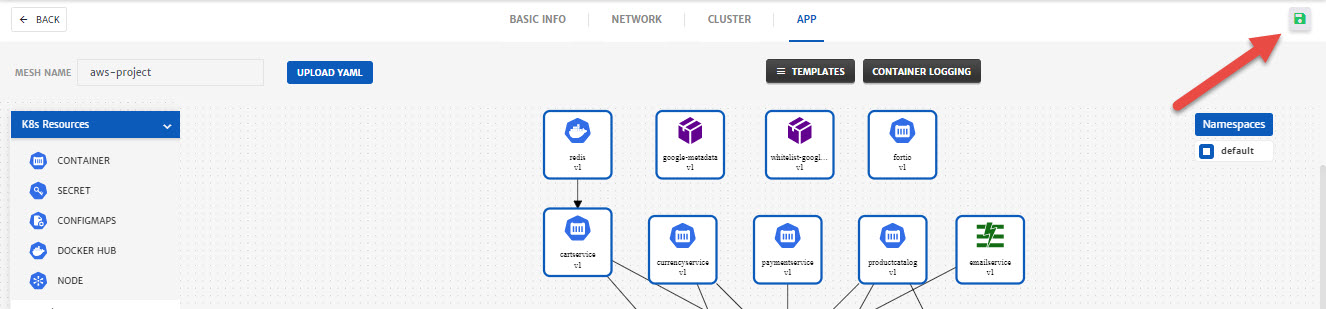 BACK
BASIC INFO
NETWORK
CLUSTER
APP
MESH NAME
aws-project
UPLOAD YAML
TEMPLATES
CONTAINER LOGGING
K8s Resources
CONTAINER
SECRET
CONFIGMAPS
DOCKER HUB
NODE
redis
v1
google-metadata
v1
whitelist-googl...
v1
fortio
v1
Namespaces
default
cartservice
v1
currencyservice
v1
paymentservice
v1
productcatalog
v1
emailservice
v1